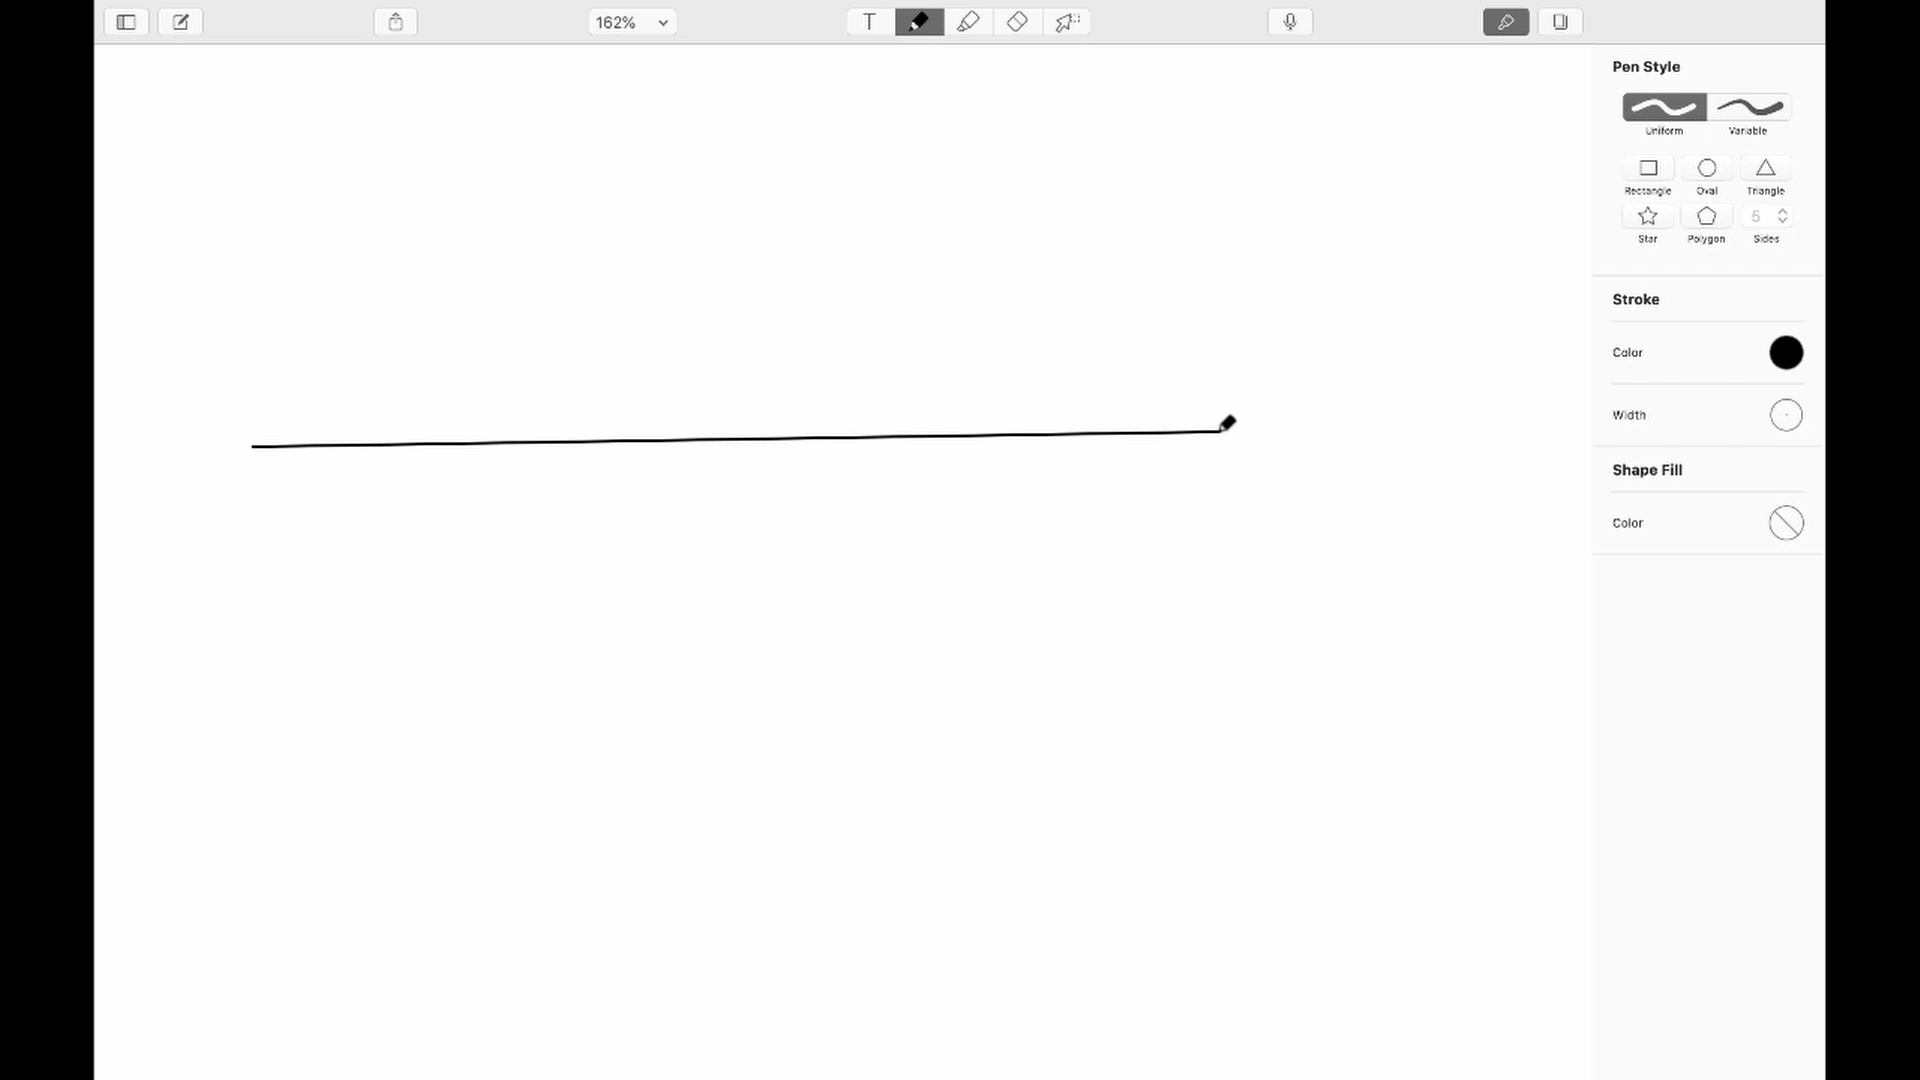 162%
T
Pen Style
Uniform Variable
Rectangle Oval Triangle
5
Star Polygon Sides
Stroke
Color
Width
Shape Fill
Color